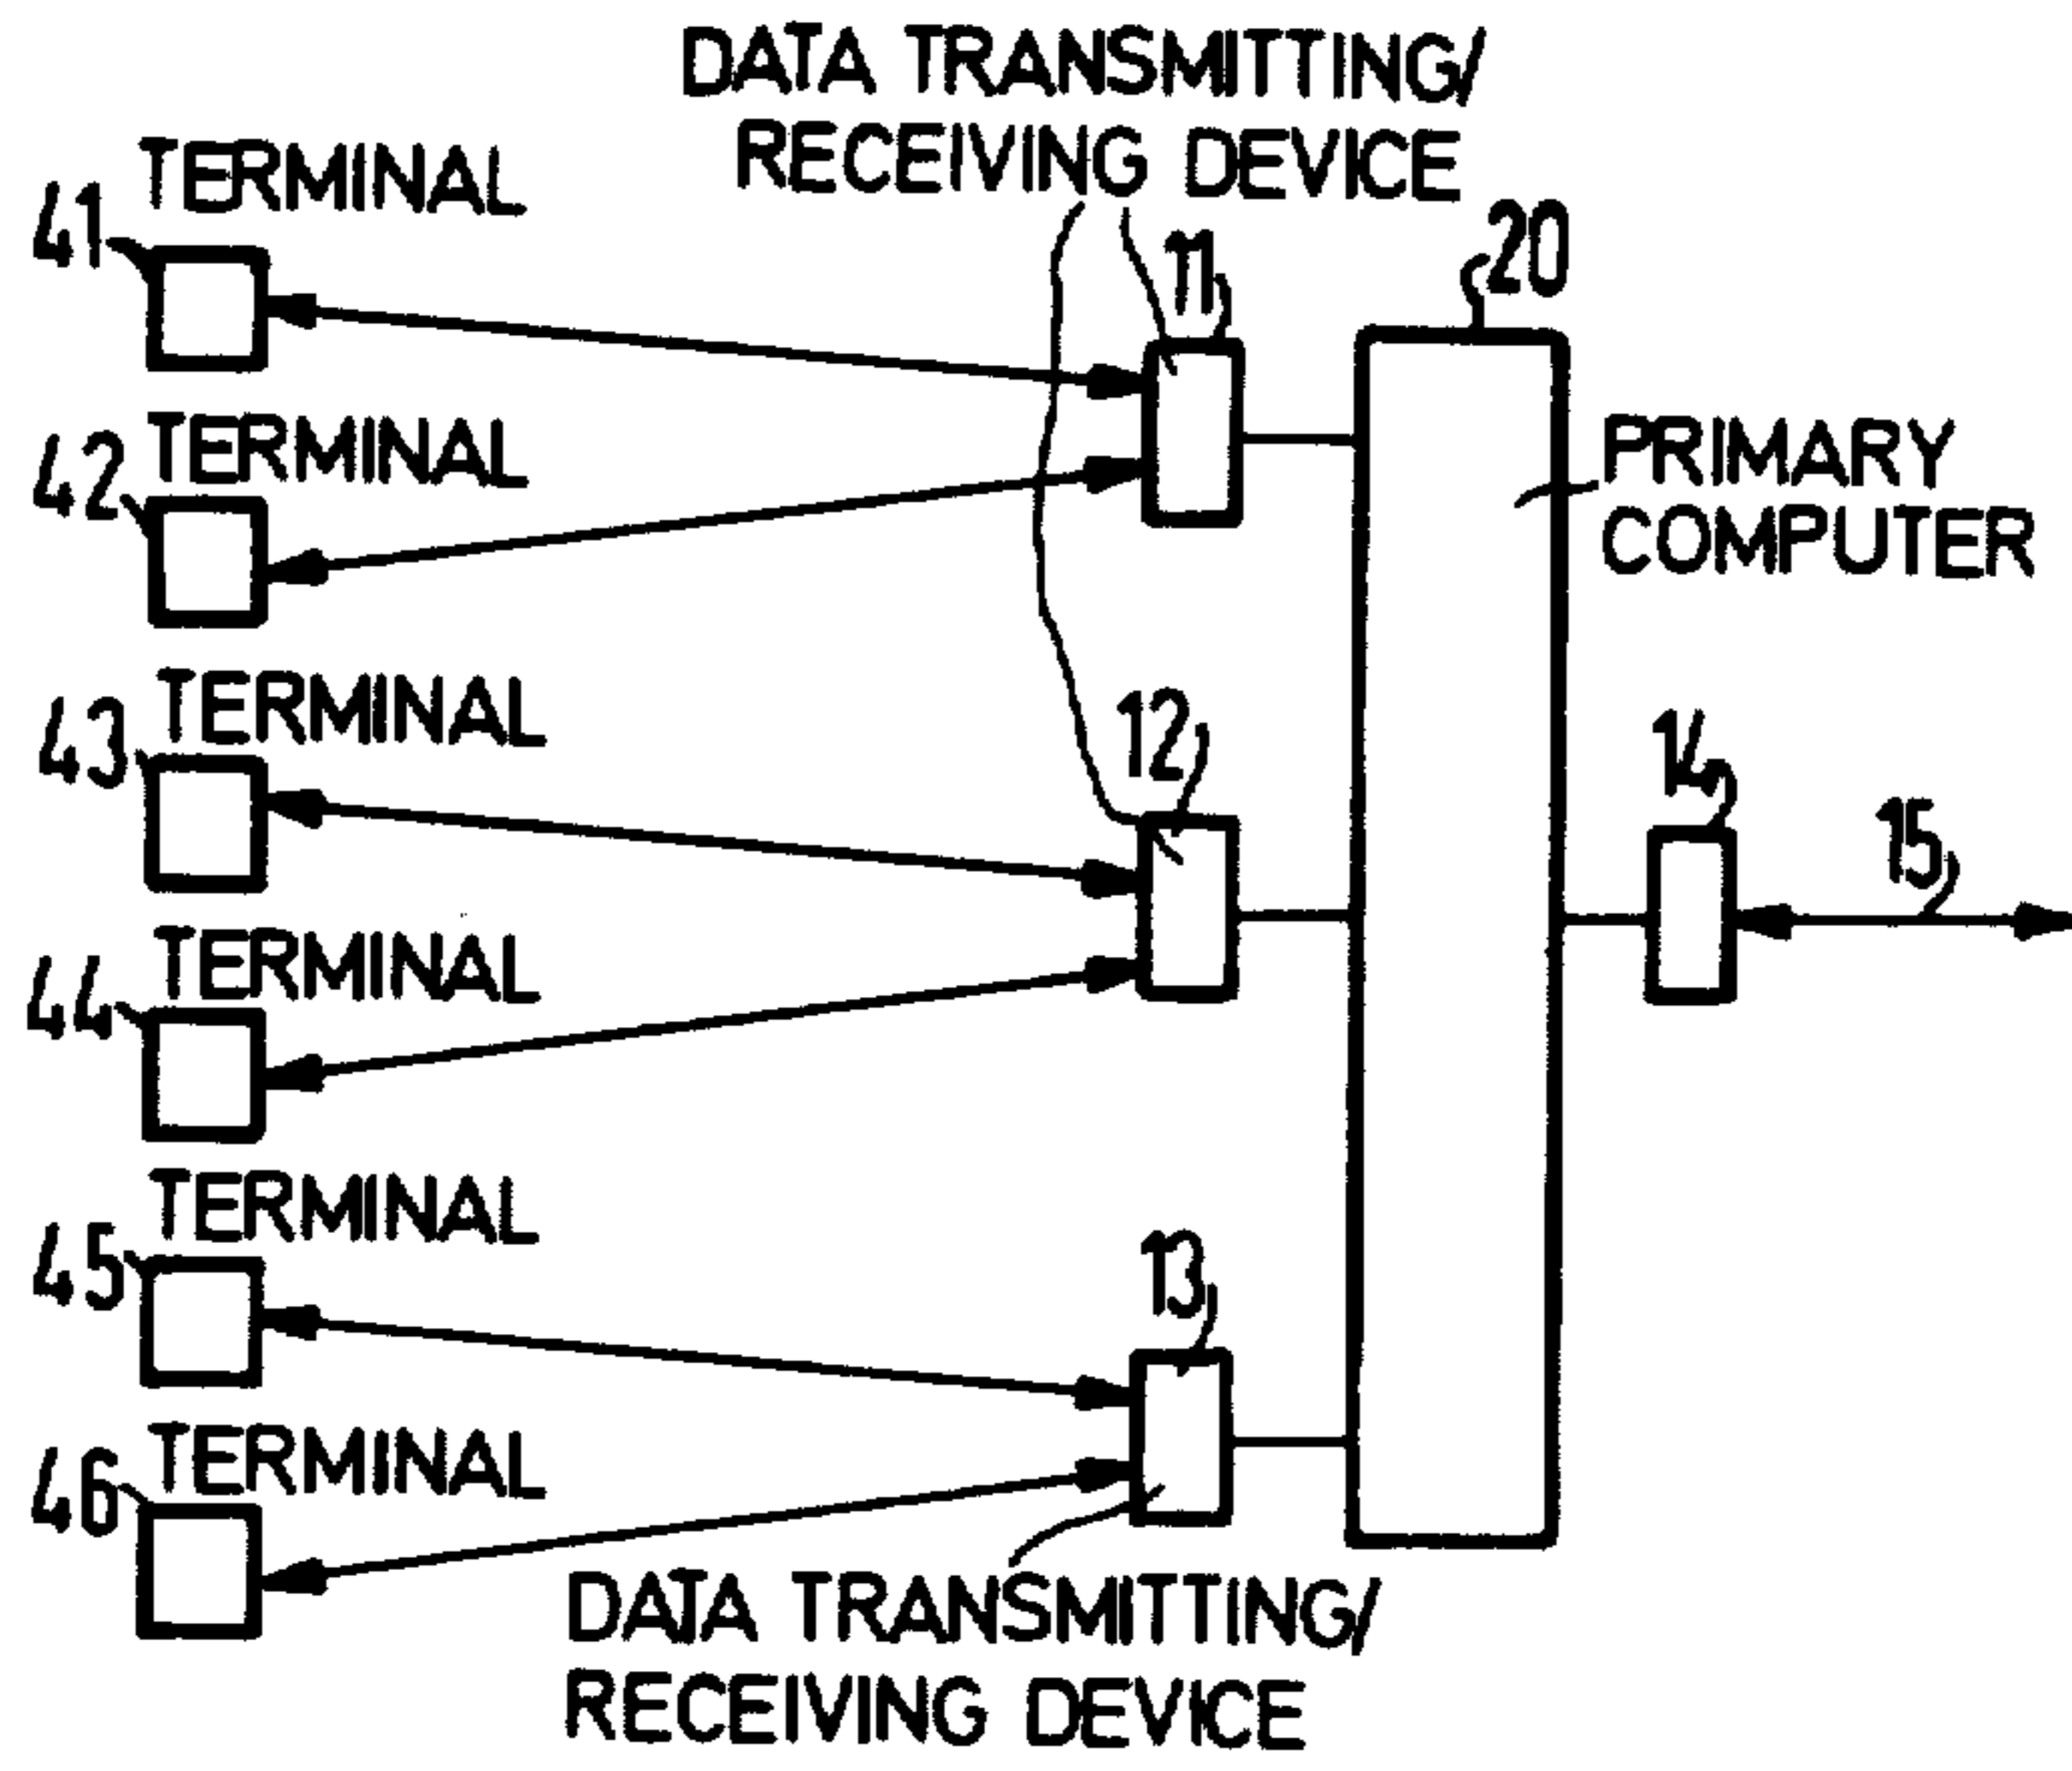 DATA TRANSMITTING/
RECEIVING DEVICE
TERMINAL
41
11
20
TERMINAL
42
PRIMARY
COMPUTER
TERMINAL
43
12
14
15
TERMINAL
44
TERMINAL
45
13
TERMINAL
46
DATA TRANSMITTING/
RECEIVING DEVICE